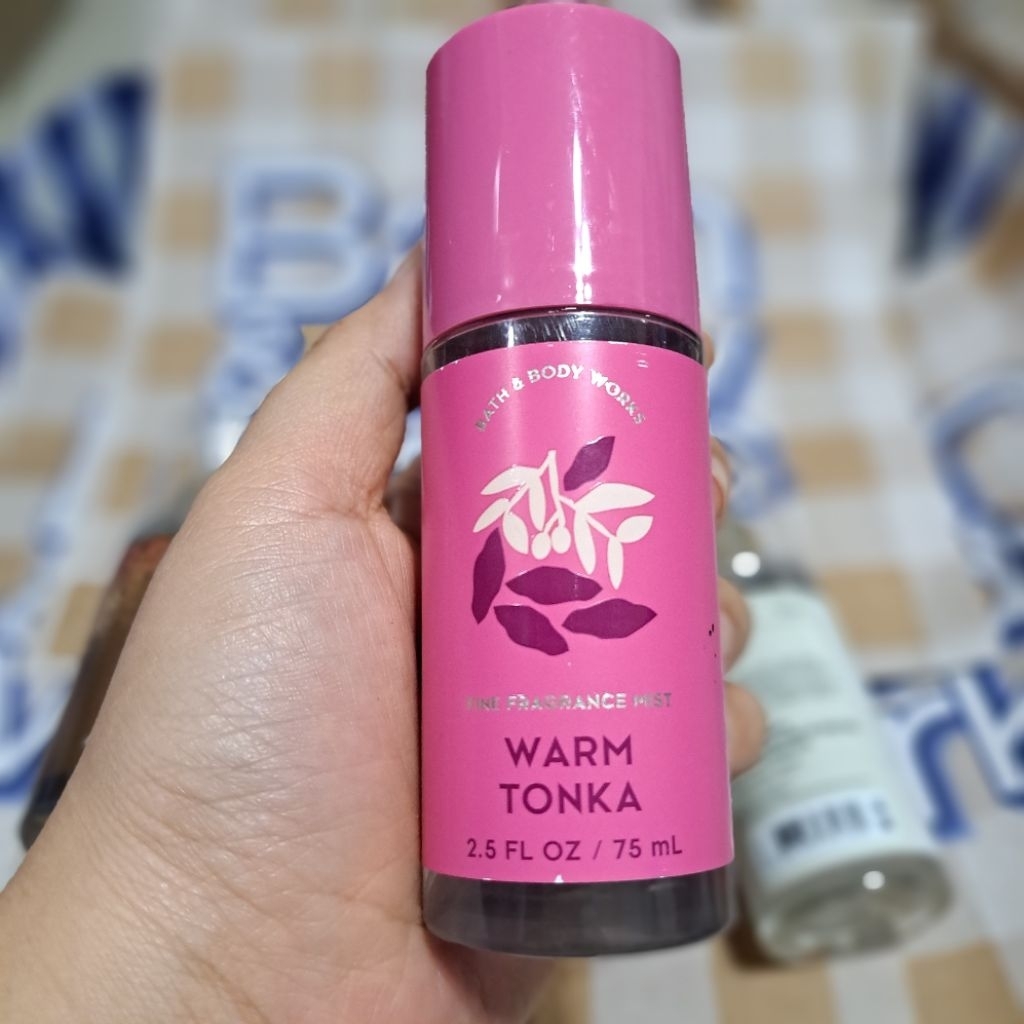 BATH & BODY WORKS
FINE FRAGRANCE MIST
WARM
TONKA
2.5 FL OZ / 75 mL